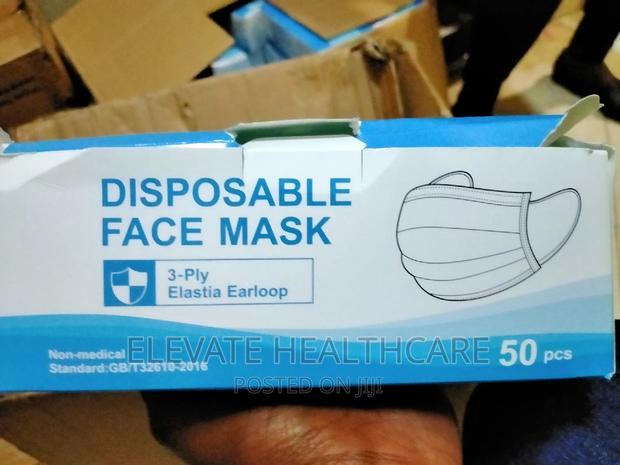 DISPOSABLE
FACE MASK
3-Ply
Elastia Earloop
Non-medical
Standard:GB/T32610-2016
ELEVATE HEALTHCARE
50 pcs
POSTED ON JIJI